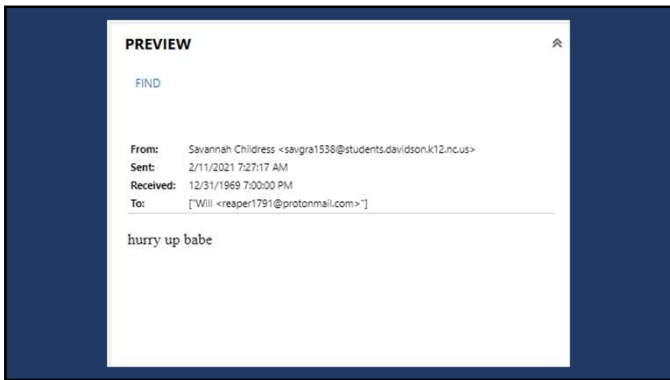 PREVIEW
FIND
From: Savannah Childress <savgra1538@students.davidson.k12.nc.us>
Sent: 2/11/2021 7:27:17 AM
Received: 12/31/1969 7:00:00 PM
To: ["Will <reaper1791@protonmail.com>"]
hurry up babe